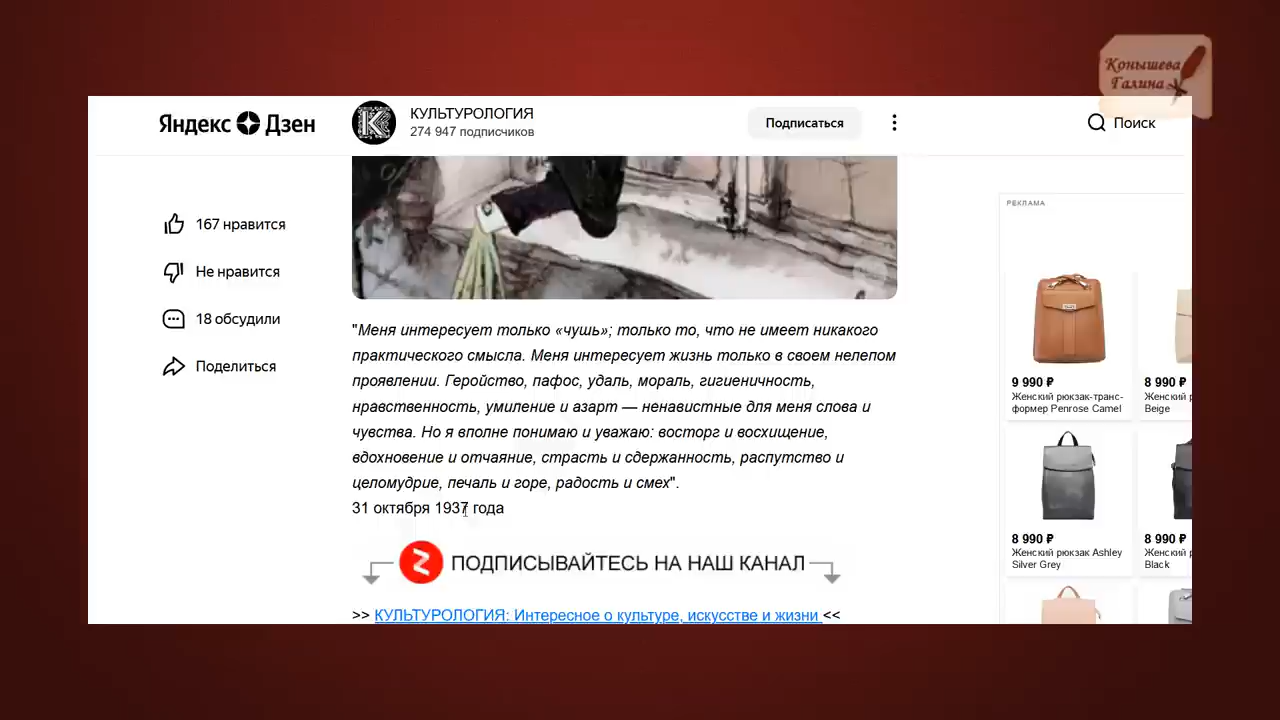 Конышева
Галина
Яндекс Дзен
КУЛЬТУРОЛОГИЯ
274 947 подписчиков
Подписаться
Поиск
167 нравится
Не нравится
18 обсудили
Поделиться
"Меня интересует только «чушь»; только то, что не имеет никакого
практического смысла. Меня интересует жизнь только в своем нелепом
проявлении. Геройство, пафос, удаль, мораль, гигиеничность,
нравственность, умиление и азарт — ненавистные для меня слова и
чувства. Но я вполне понимаю и уважаю: восторг и восхищение,
вдохновение и отчаяние, страсть и сдержанность, распутство и
целомудрие, печаль и горе, радость и смех".
31 октября 1937 года
ПОДПИСЫВАЙТЕСЬ НА НАШ КАНАЛ
>> КУЛЬТУРОЛОГИЯ: Интересное о культуре, искусстве и жизни <<
РЕКЛАМА
9 990 ₽
Женский рюкзак-транс-
формер Penrose Camel
8 990 ₽
Женский р
Beige
8 990 ₽
Женский рюкзак Ashley
Silver Grey
8 990 ₽
Женский р
Black